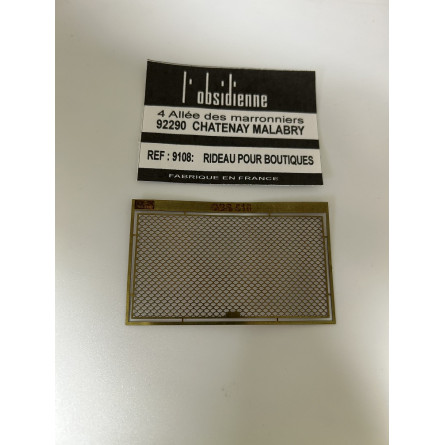 l'obsidienne
4 Allée des marronniers
92290 CHATENAY MALABRY
REF : 9108: RIDEAU POUR BOUTIQUES
FABRIQUE EN FRANCE